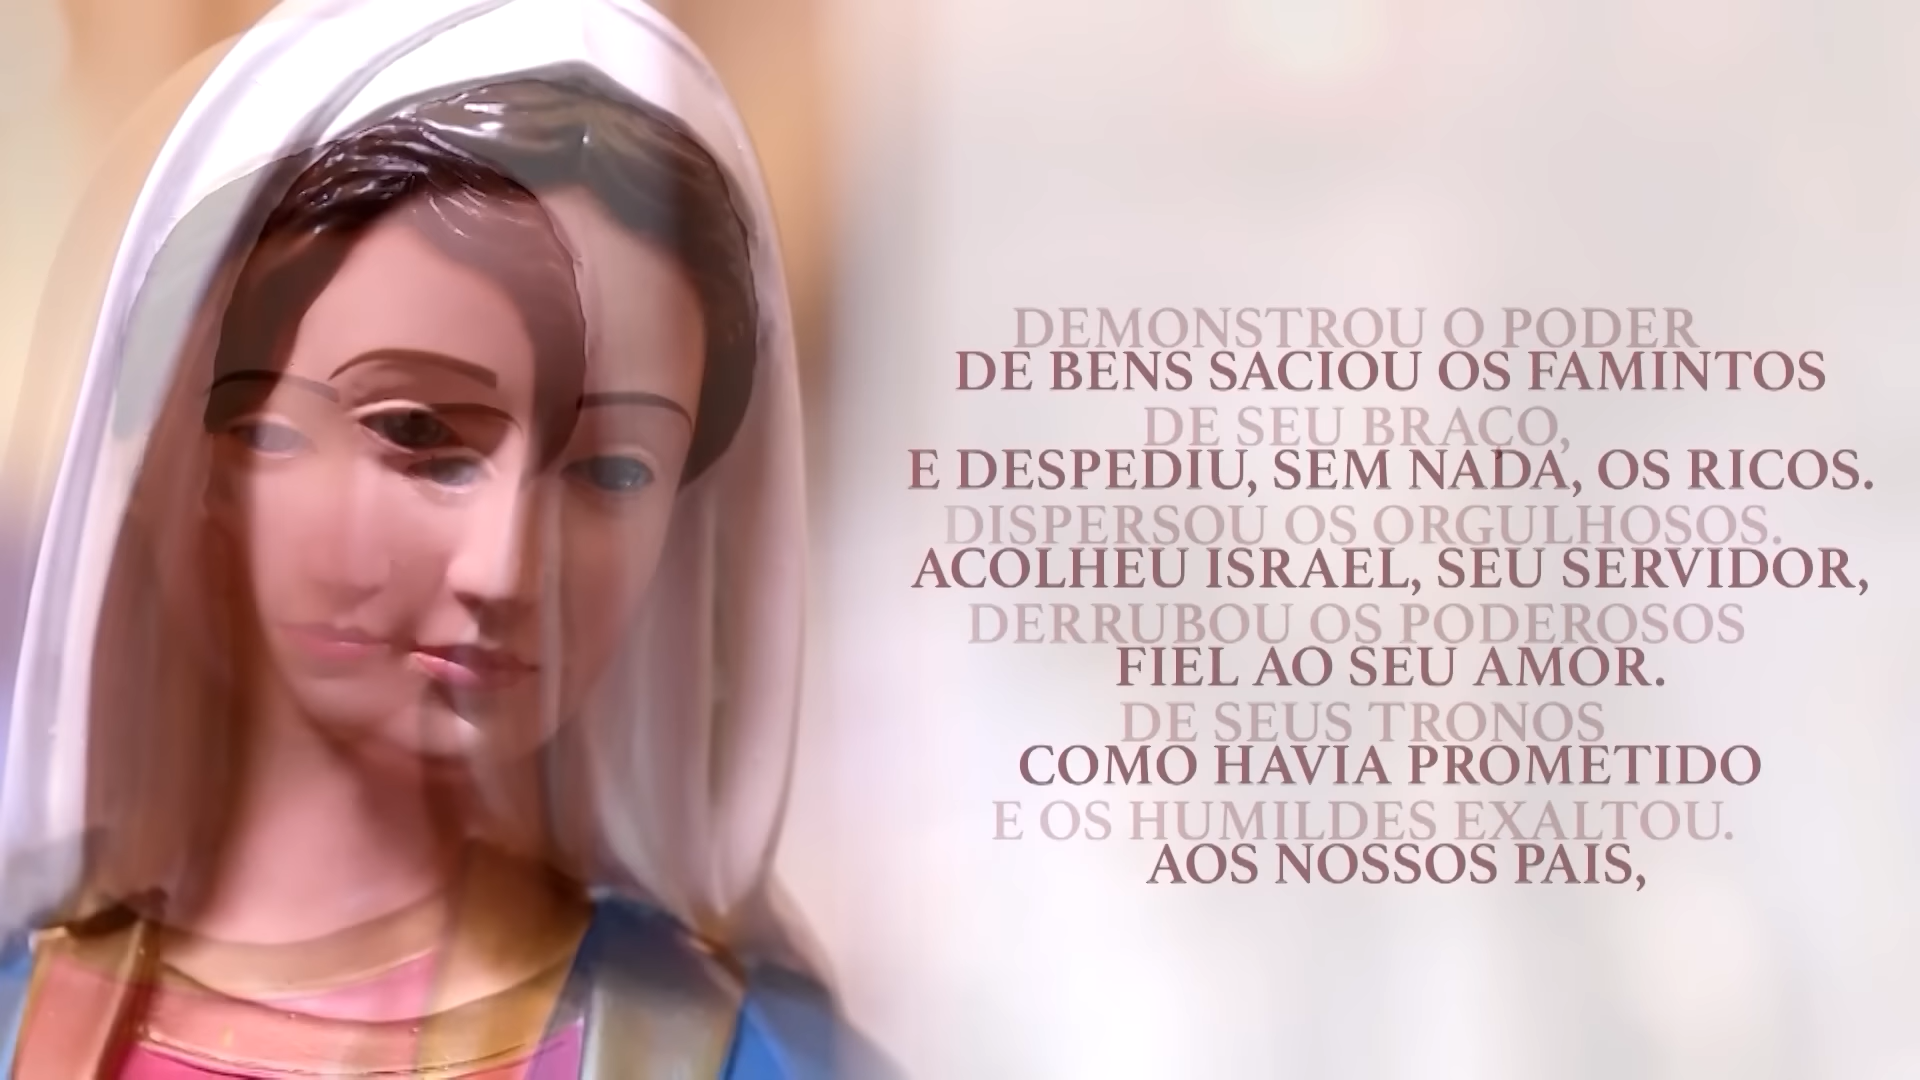 DEMONSTROU O PODER
DE BENS SACIOU OS FAMINTOS
DE SEU BRAÇO,
E DESPEDIU, SEM NADA, OS RICOS.
DISPERSOU OS ORGULHOSOS.
ACOLHEU ISRAEL, SEU SERVIDOR,
DERRUBOU OS PODEROSOS
FIEL AO SEU AMOR.
DE SEUS TRONOS
COMO HAVIA PROMETIDO
E OS HUMILDES EXALTOU.
AOS NOSSOS PAIS,